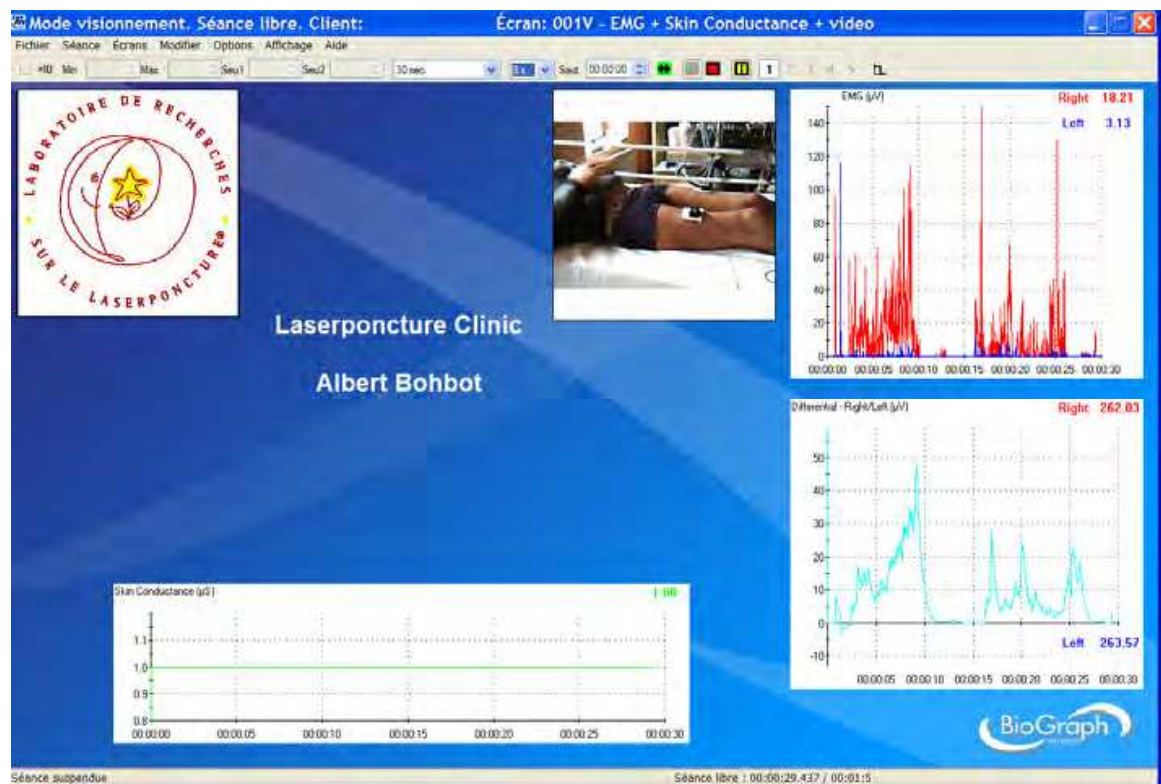 Mode visionnement. Séance libre. Client:
Écran: 001V - EMG + Skin Conductance + video
Fichier Séance Écrans Modifier Options Affichage Aide
Min Max Seu1 Seu2 30 sec. Saut 00:00:00 1
LABORATOIRE DE RECHERCHES
SUR LE LASERPONCTURE®
Laserponcture Clinic
Albert Bohbot
EMG (µV)
Right 18.21
Left 3.13
140
120
100
80
60
40
20
0
00:00:00 00:00:05 00:00:10 00:00:15 00:00:20 00:00:25 00:00:30
Differential - Right/Left (µV)
Right 262.03
50
40
30
20
10
0
Left 263.57
-10
00:00:05 00:00:10 00:00:15 00:00:20 00:00:25 00:00:30
Skin Conductance (µS)
1.00
1.1
1.0
0.9
0.8
00:00:00 00:00:05 00:00:10 00:00:15 00:00:20 00:00:25 00:00:30
BioGraph
Séance suspendue
Séance libre : 00:00:29.437 / 00:01:5